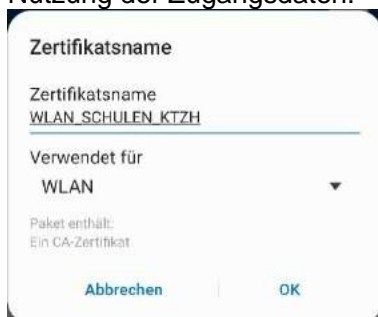 Nutzung der Zugangsdaten.
Zertifikatsname
Zertifikatsname
WLAN_SCHULEN_KTZH
Verwendet für
WLAN
Paket enthält:
Ein CA-Zertifikat
Abbrechen
OK